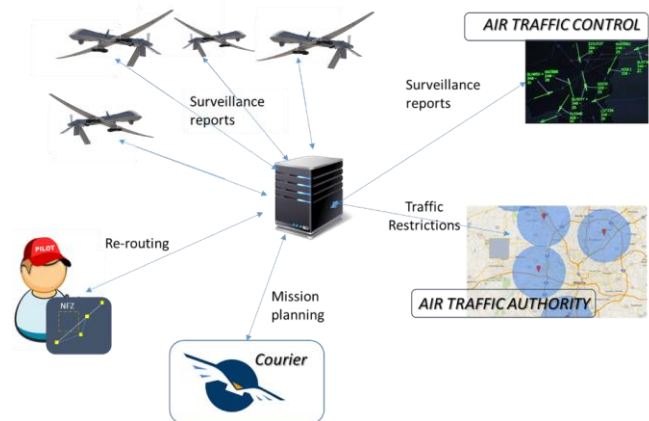 AIR TRAFFIC CONTROL
Surveillance
reports
Surveillance
reports
Traffic
Restrictions
Re-routing
PILOT
NFZ
AIR TRAFFIC AUTHORITY
Mission
planning
Courier